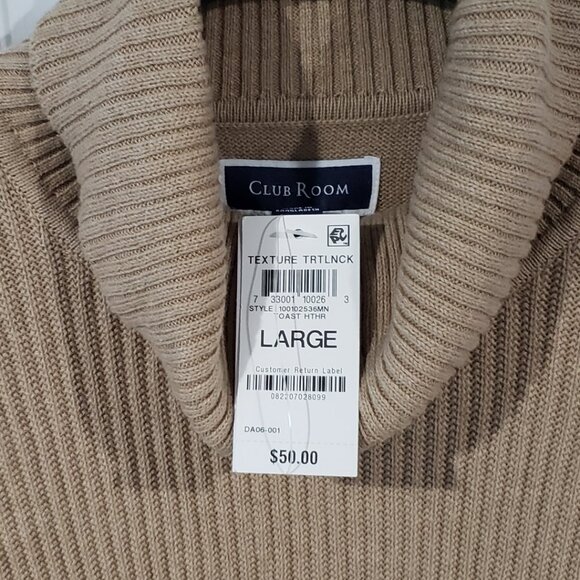 CLUB ROOM
TEXTURE TRTLNCK
7 33001 10026 3
STYLE 100102536MN
TOAST HTHR
LARGE
Customer Return Label
082207028099
DA06-001
$50.00